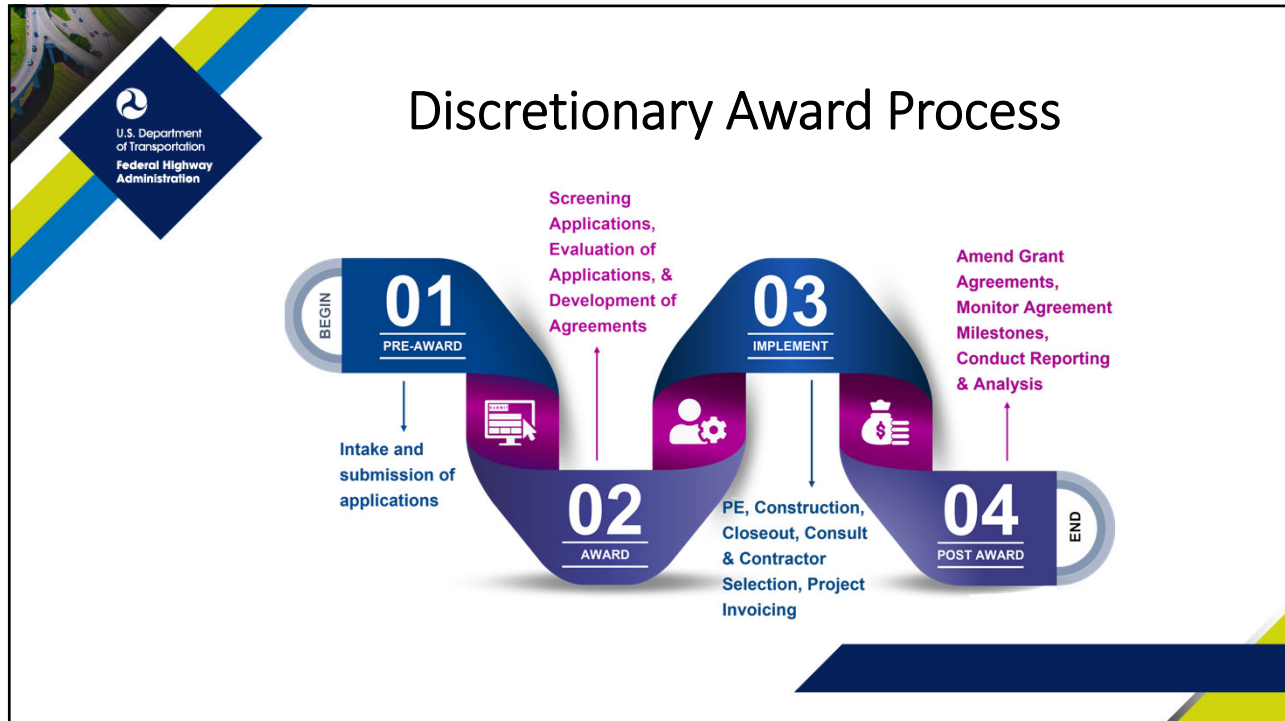 U.S. Department
of Transportation
Federal Highway
Administration
Discretionary Award Process
BEGIN
01
PRE-AWARD
Intake and
submission of
applications
SUBMIT
Screening
Applications,
Evaluation of
Applications, &
Development of
Agreements
02
AWARD
03
IMPLEMENT
PE, Construction,
Closeout, Consult
& Contractor
Selection, Project
Invoicing
$
Amend Grant
Agreements,
Monitor Agreement
Milestones,
Conduct Reporting
& Analysis
04
POST AWARD
END